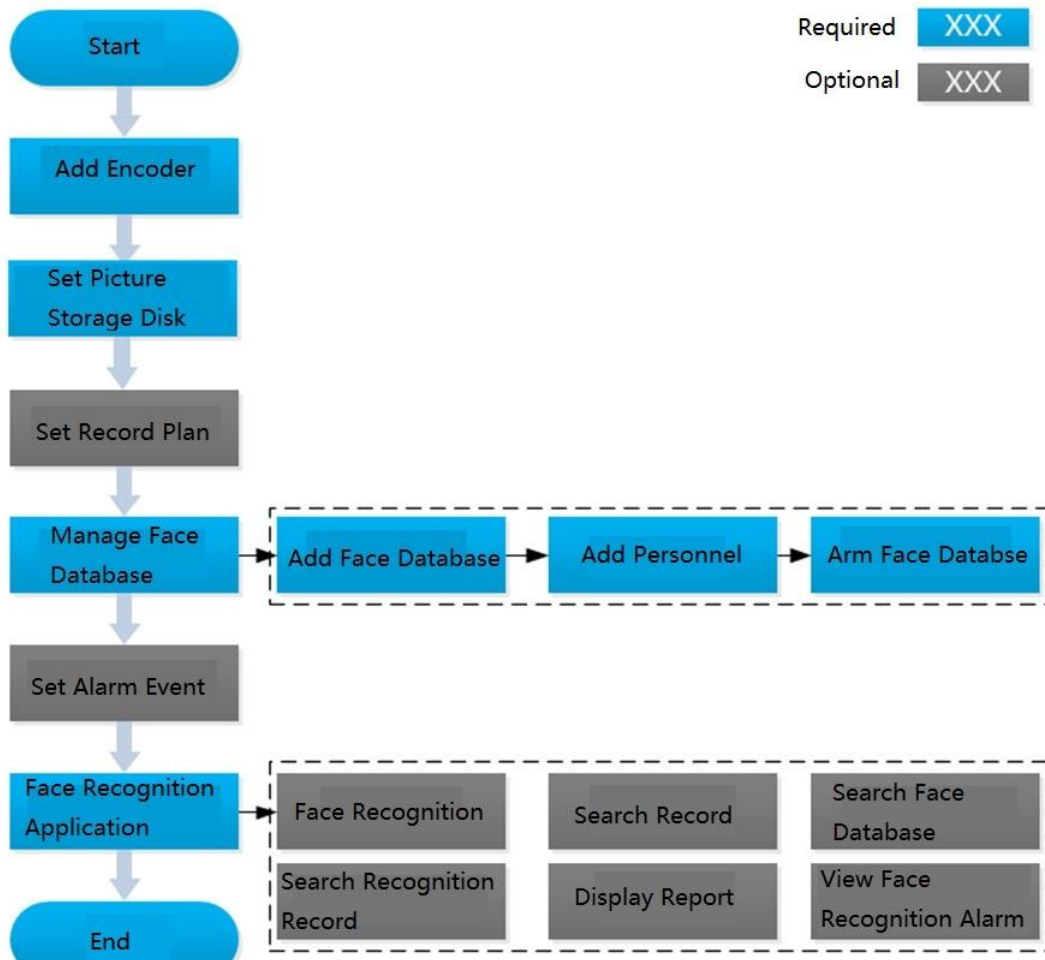 Start
Required XXX
Optional XXX
Add Encoder
Set Picture
Storage Disk
Set Record Plan
Manage Face
Database
Add Face Database
Add Personnel
Arm Face Databse
Set Alarm Event
Face Recognition
Application
Face Recognition
Search Record
Search Face
Database
Search Recognition
Record
Display Report
View Face
Recognition Alarm
End